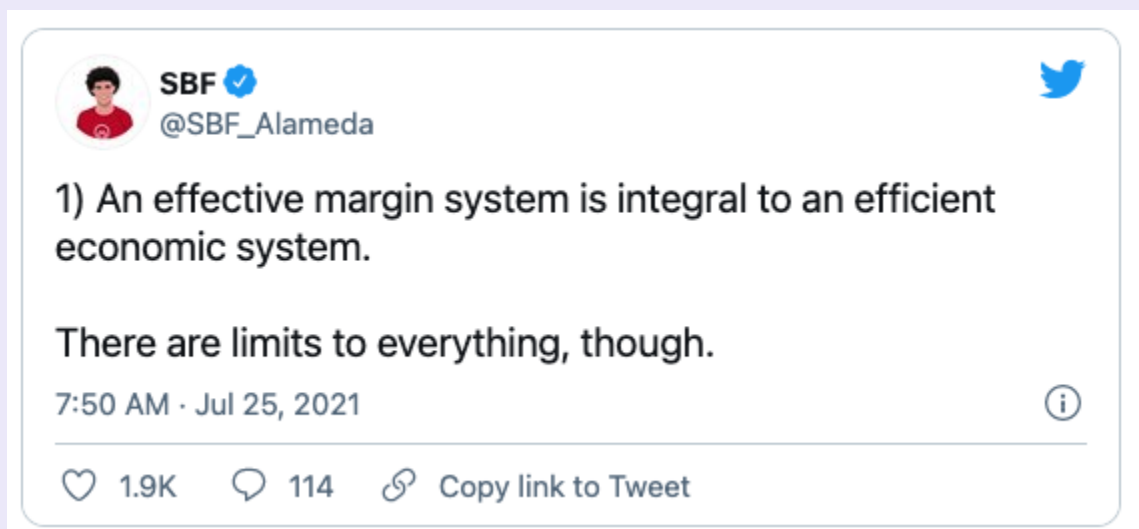 SBF
@SBF_Alameda
1) An effective margin system is integral to an efficient
economic system.
There are limits to everything, though.
7:50 AM · Jul 25, 2021
1.9K 114 Copy link to Tweet